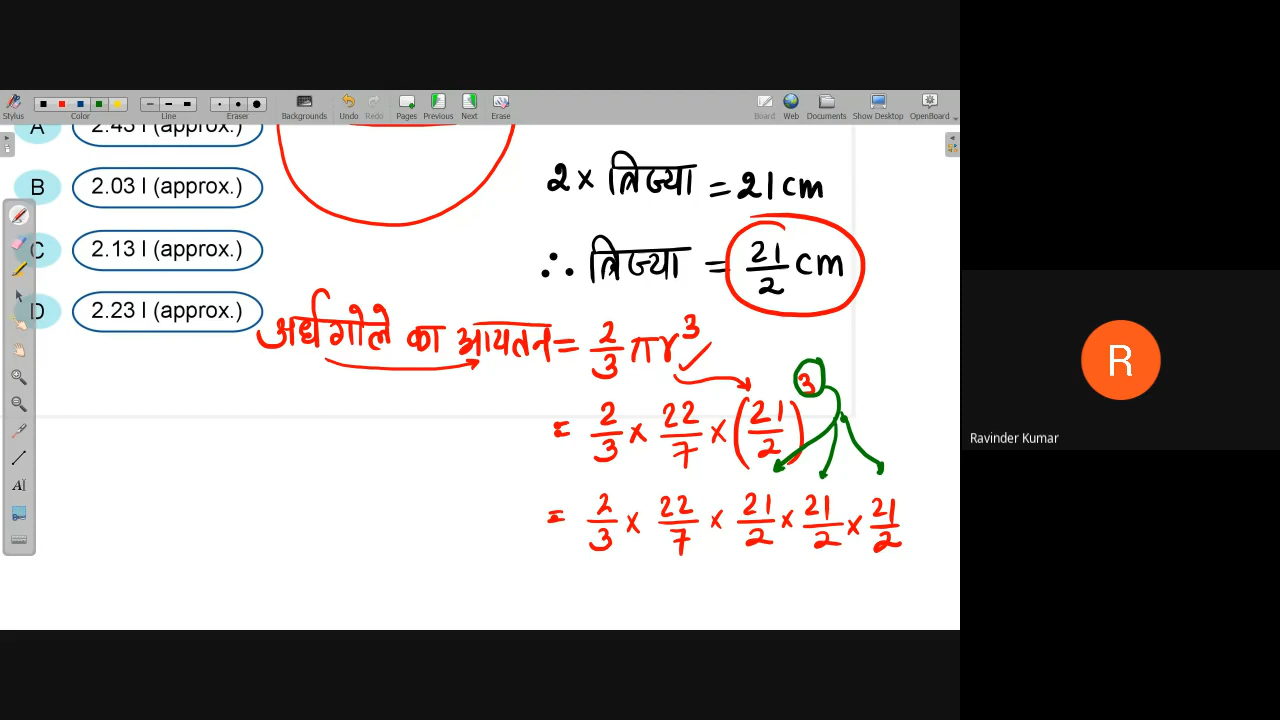 Stylus Color Line Eraser Backgrounds Undo Redo Pages Previous Next Erase Board Web Documents Show Desktop OpenBoard
A 2.43 l (approx.)
B 2.03 l (approx.)
C 2.13 l (approx.)
D 2.23 l (approx.)
2 × त्रिज्या = 21 cm
∴ त्रिज्या = 21/2 cm
अर्धगोले का आयतन = 2/3 πr³
= 2/3 × 22/7 × (21/2)³
= 2/3 × 22/7 × 21/2 × 21/2 × 21/2
R
Ravinder Kumar